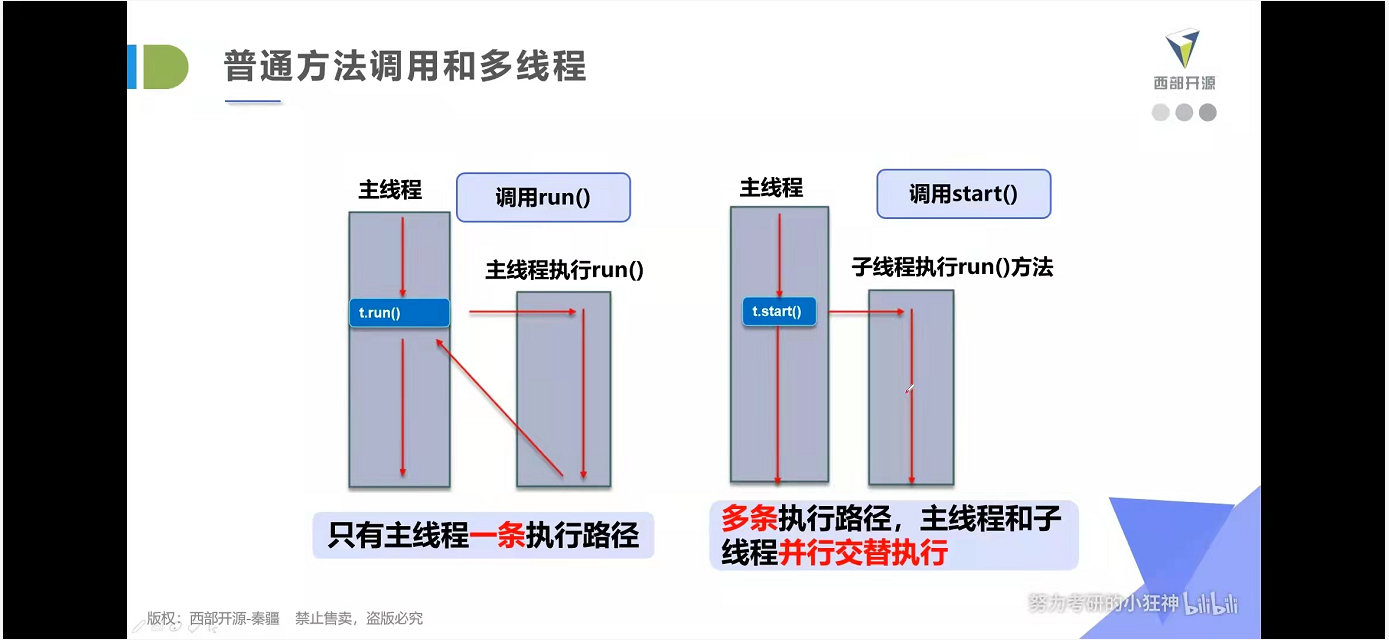 普通方法调用和多线程
西部开源
主线程
调用run()
主线程执行run()
t.run()
只有主线程一条执行路径
主线程
调用start()
子线程执行run()方法
t.start()
多条执行路径，主线程和子
线程并行交替执行
版权：西部开源-秦疆 禁止售卖，盗版必究
努力考研的小狂神 bilibili